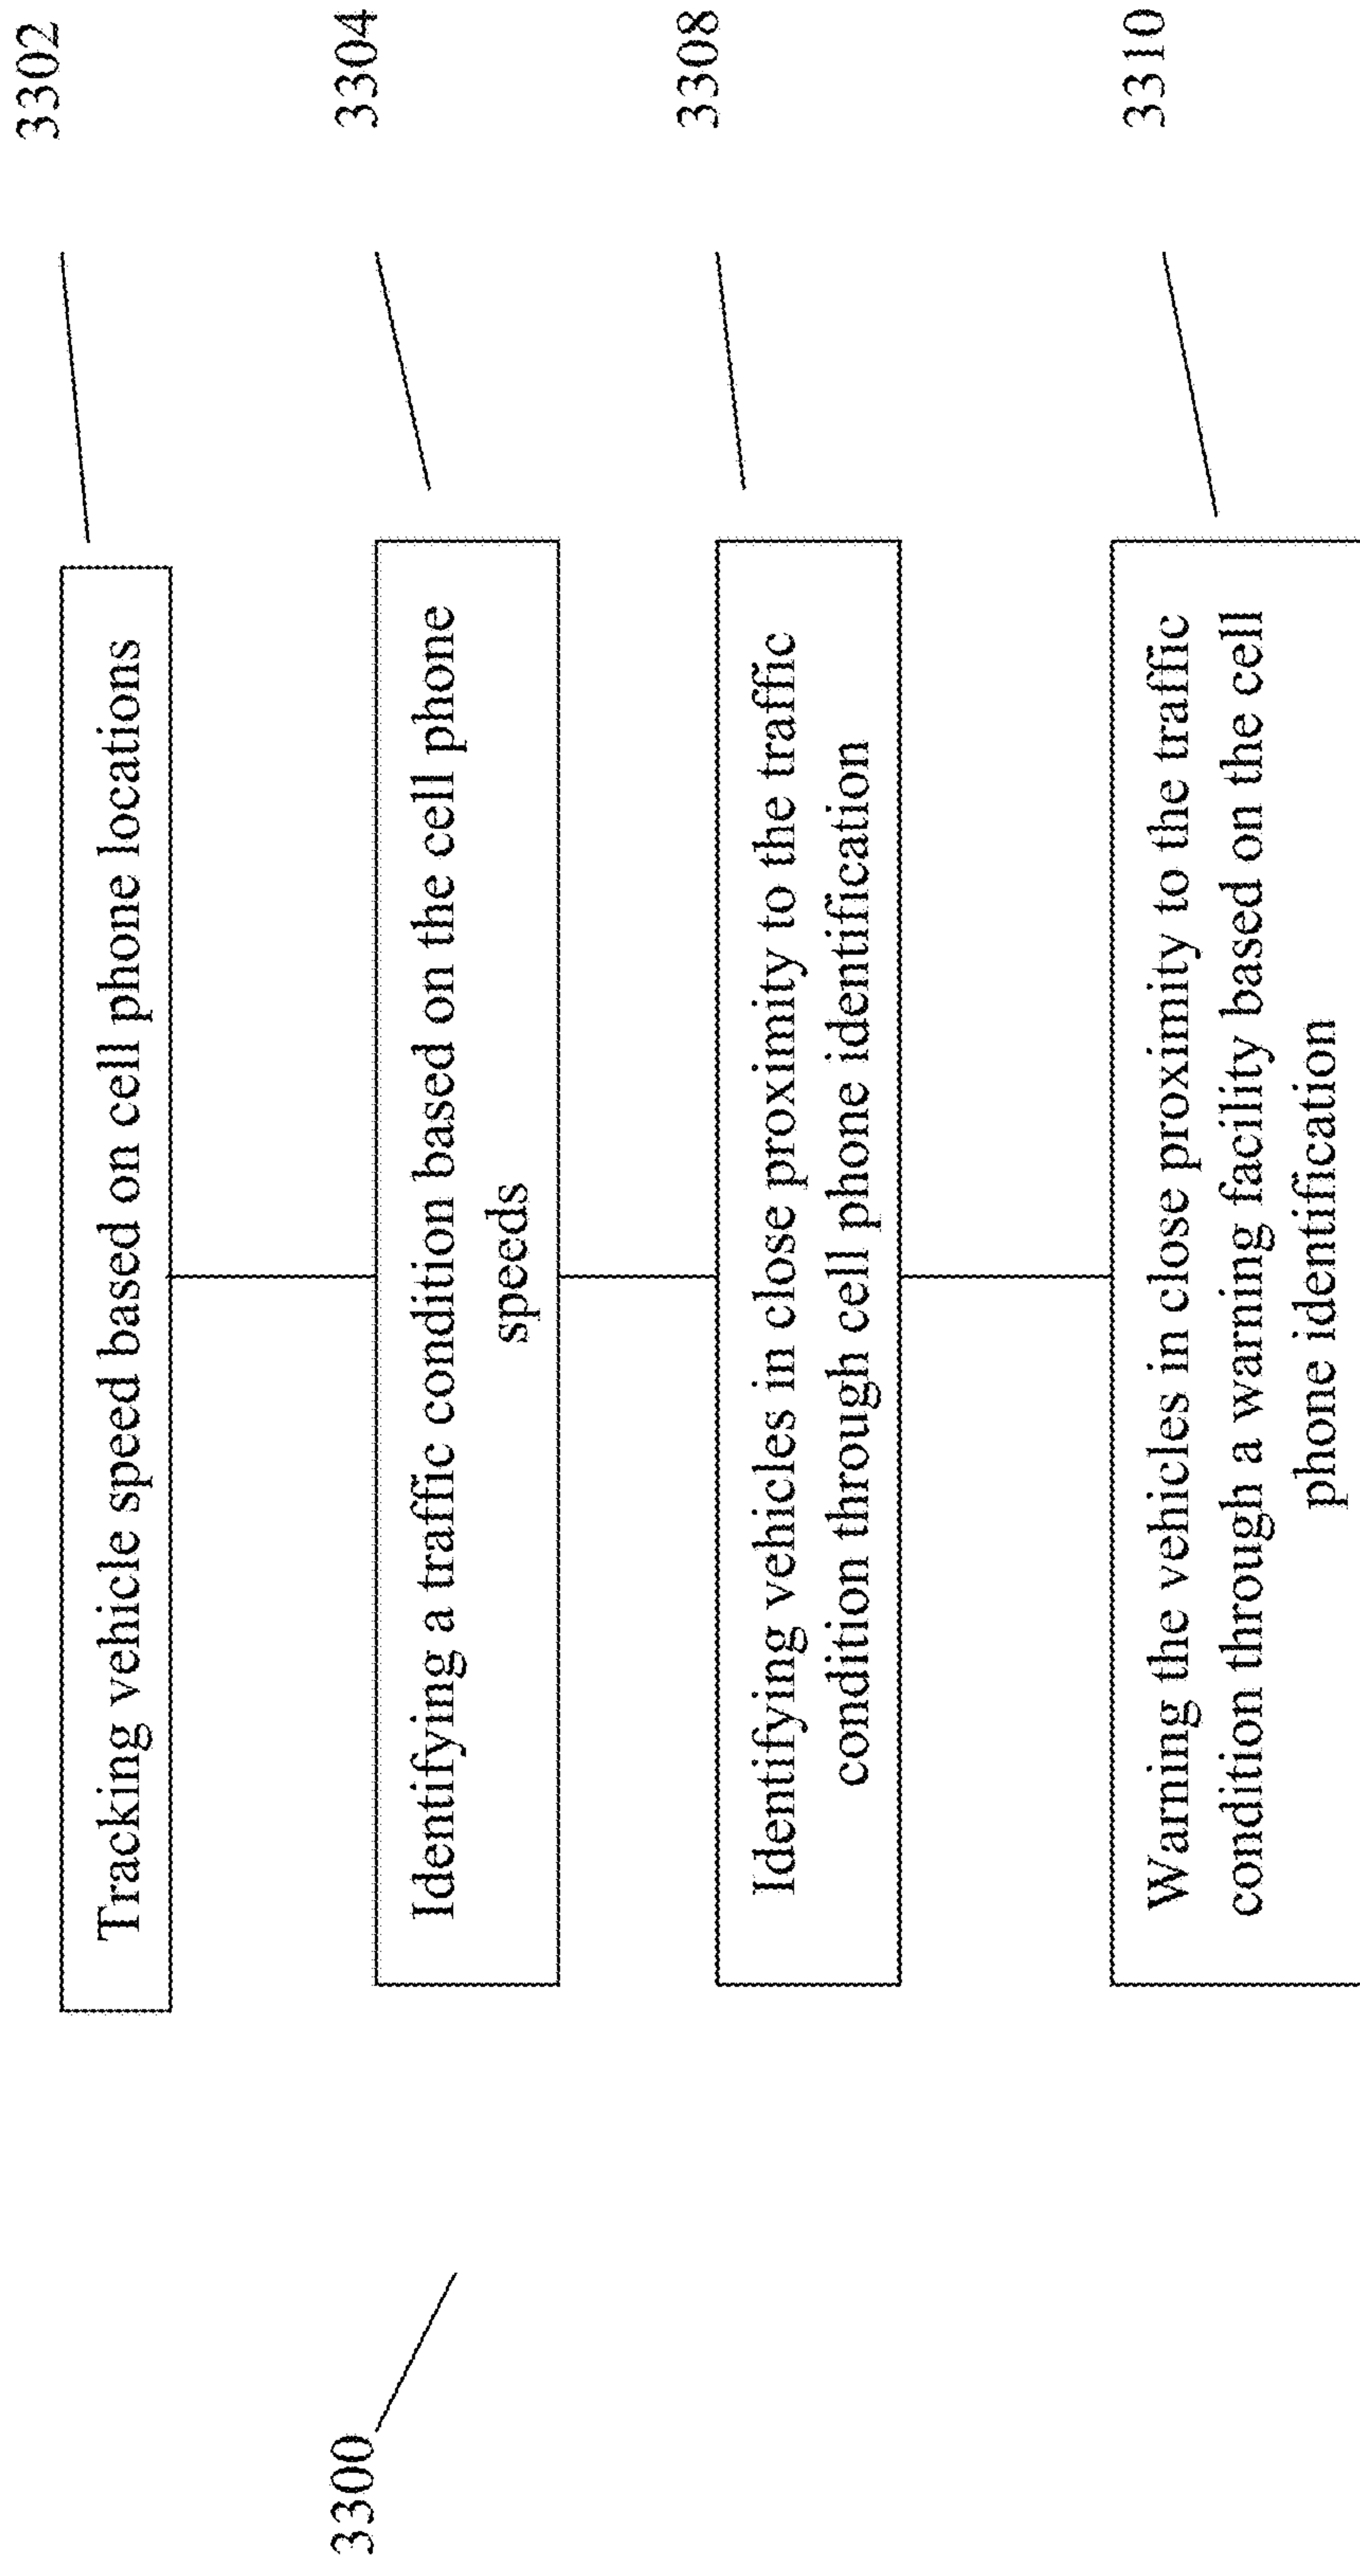 3300
3302
Tracking vehicle speed based on cell phone locations
3304
Identifying a traffic condition based on the cell phone
speeds
3308
Identifying vehicles in close proximity to the traffic
condition through cell phone identification
3310
Warning the vehicles in close proximity to the traffic
condition through a warning facility based on the cell
phone identification